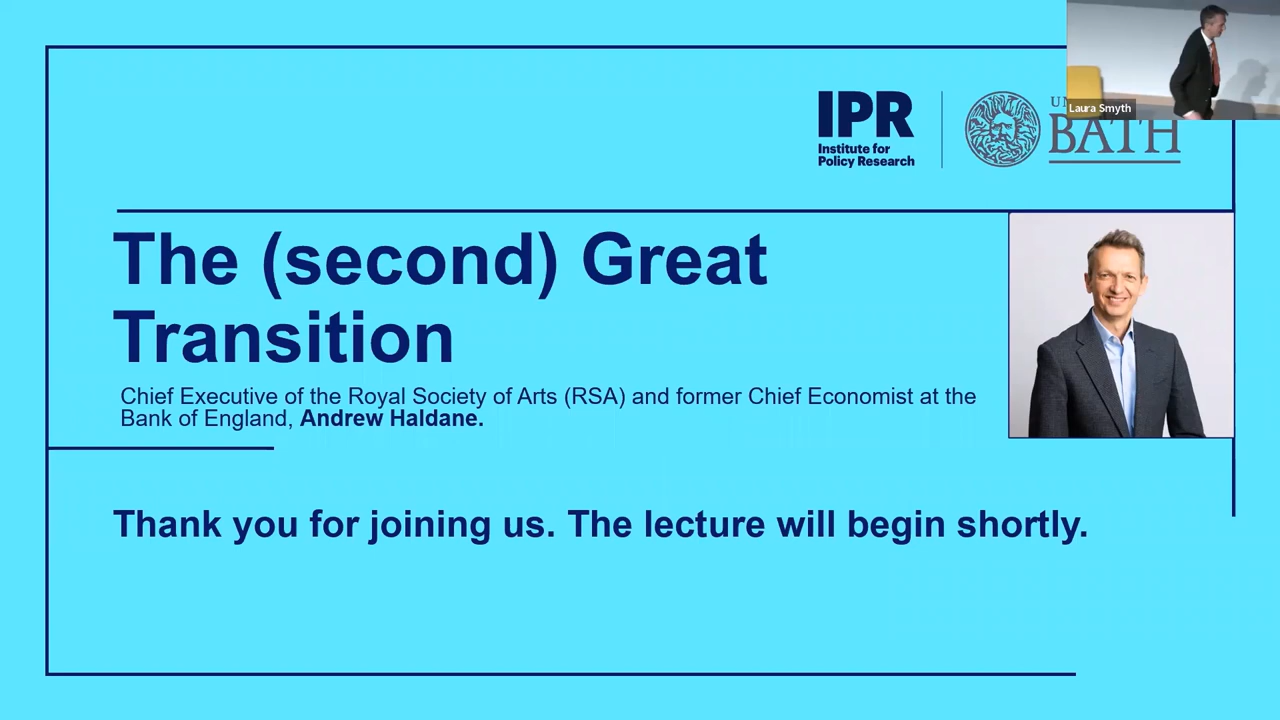 Laura Smyth
IPR
Institute for
Policy Research
UN
BATH
The (second) Great
Transition
Chief Executive of the Royal Society of Arts (RSA) and former Chief Economist at the
Bank of England, Andrew Haldane.
Thank you for joining us. The lecture will begin shortly.